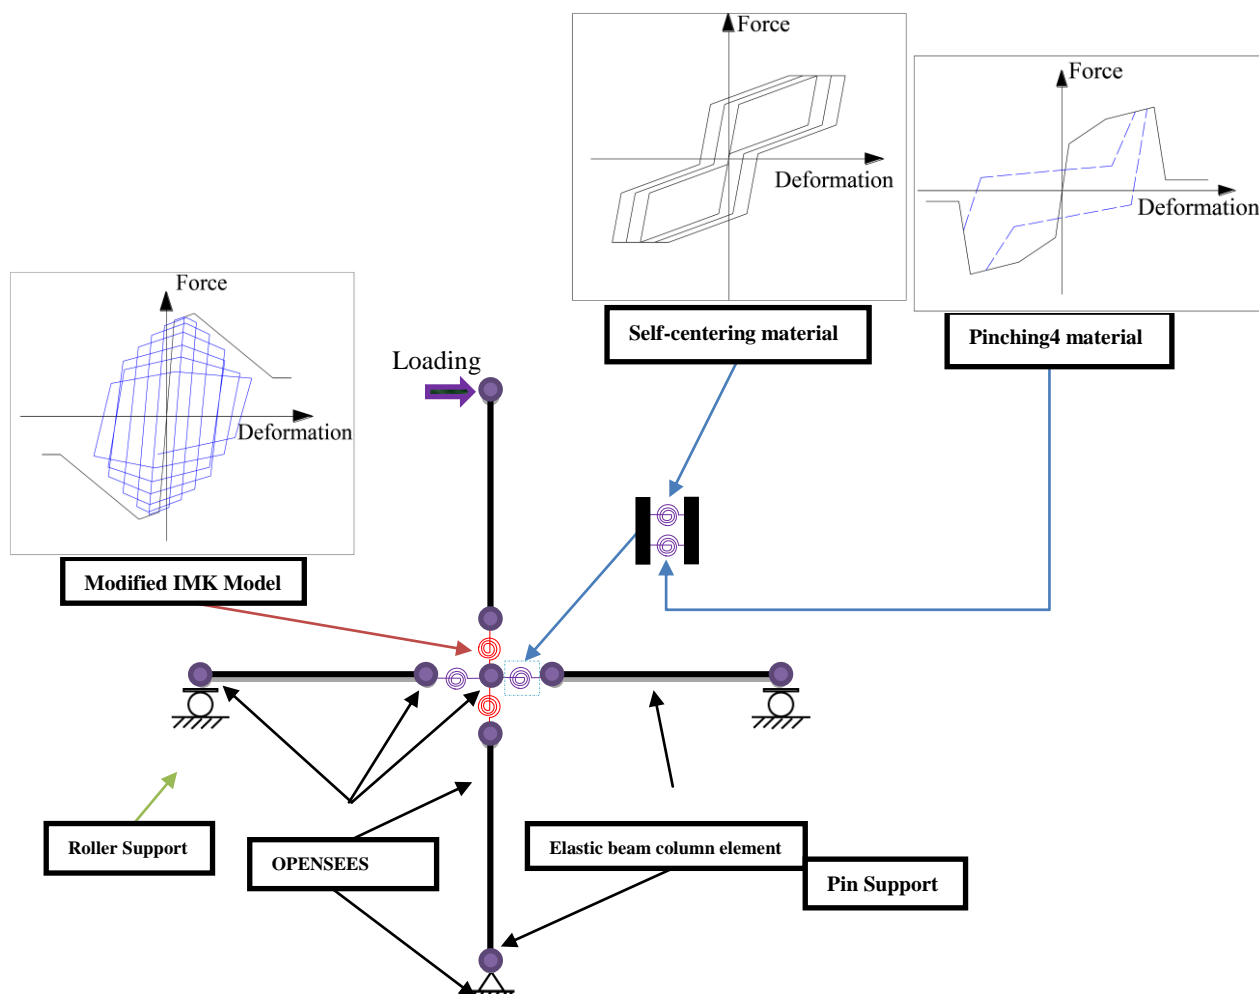 Force
Deformation
Self-centering material
Force
Deformation
Pinching4 material
Force
Deformation
Modified IMK Model
Loading
Roller Support
OPENSEES
Elastic beam column element
Pin Support